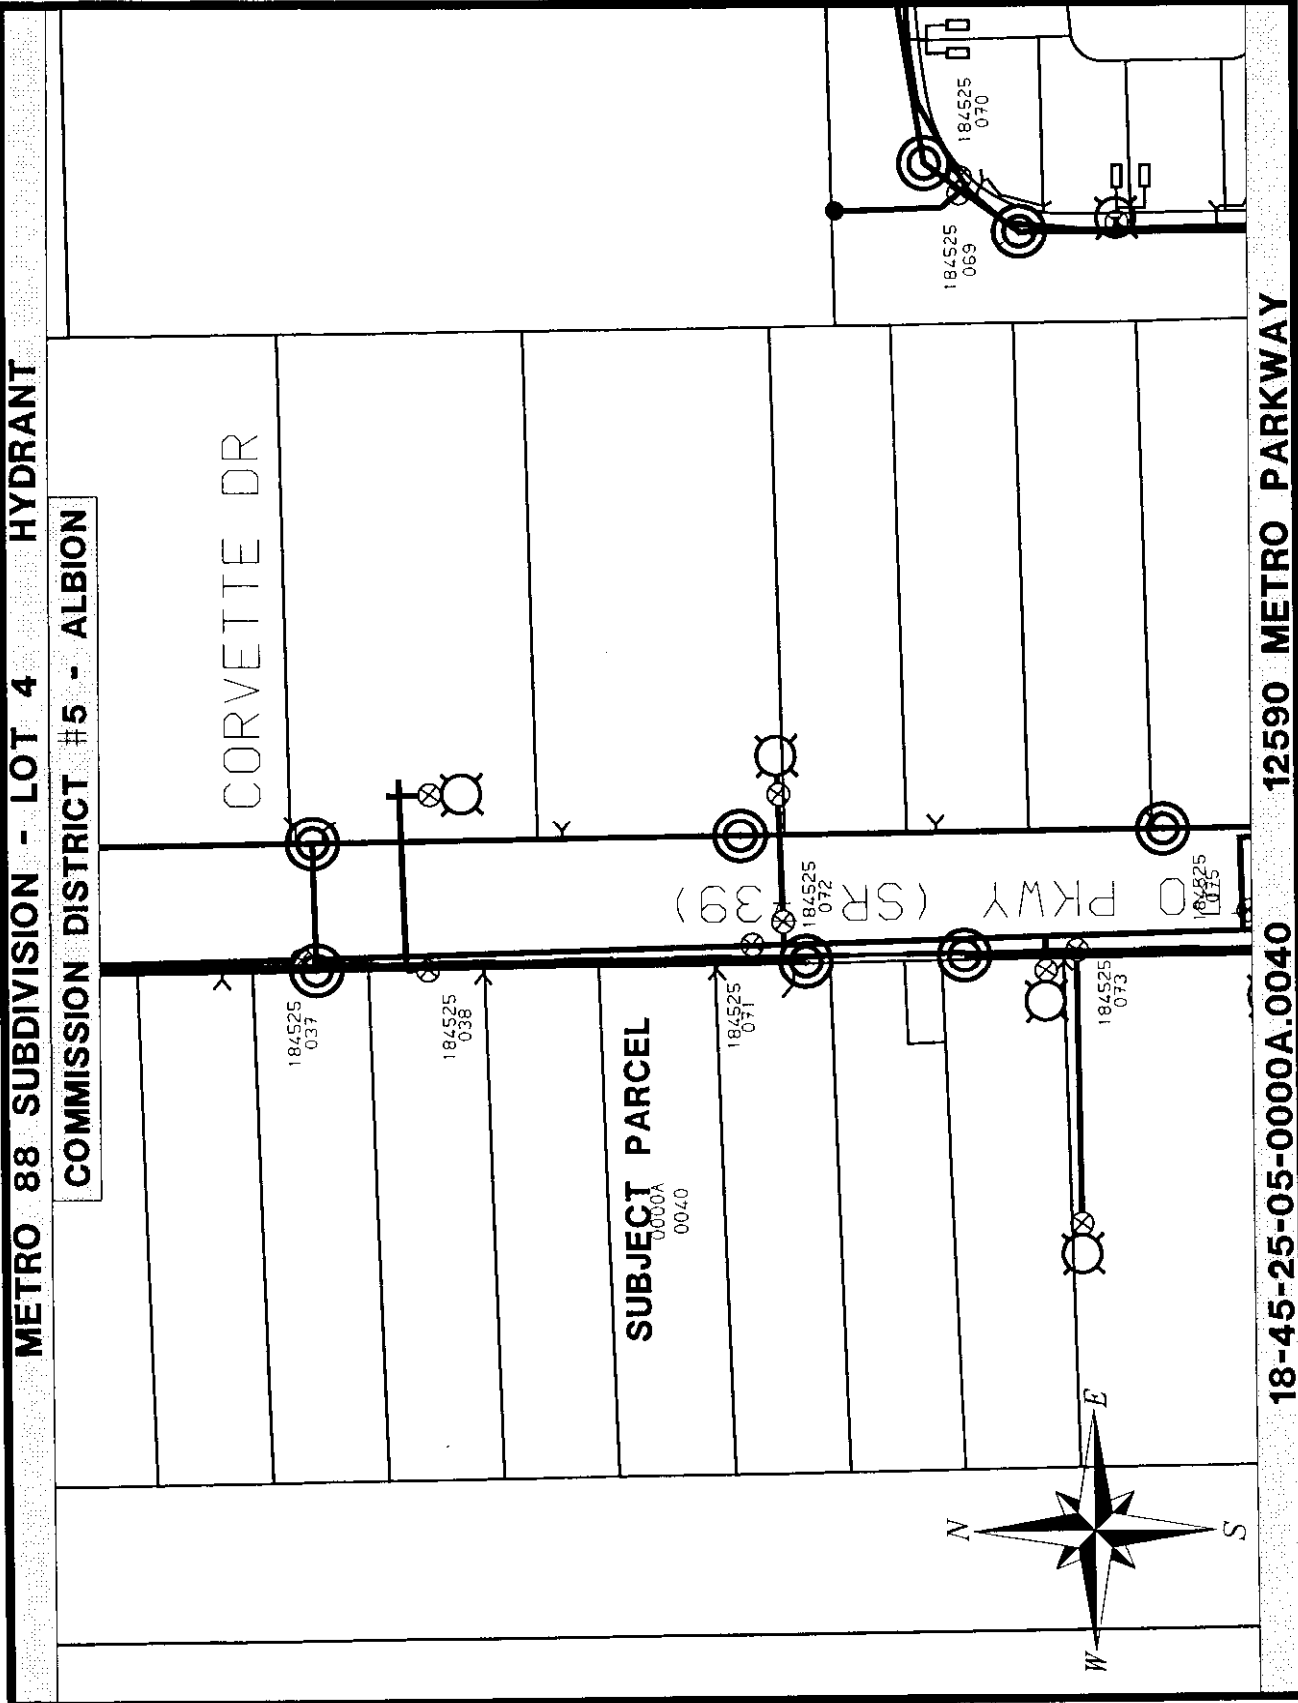 METRO 88 SUBDIVISION - LOT 4 HYDRANT
COMMISSION DISTRICT #5 - ALBION
CORVETTE DR
184525
037
184525
038
SUBJECT PARCEL
0000A
0040
184525
071
184525
072
PKWY (SR 39)
184525
073
184525
075
184525
069
184525
070
N
E
S
W
18-45-25-05-0000A.0040 12590 METRO PARKWAY